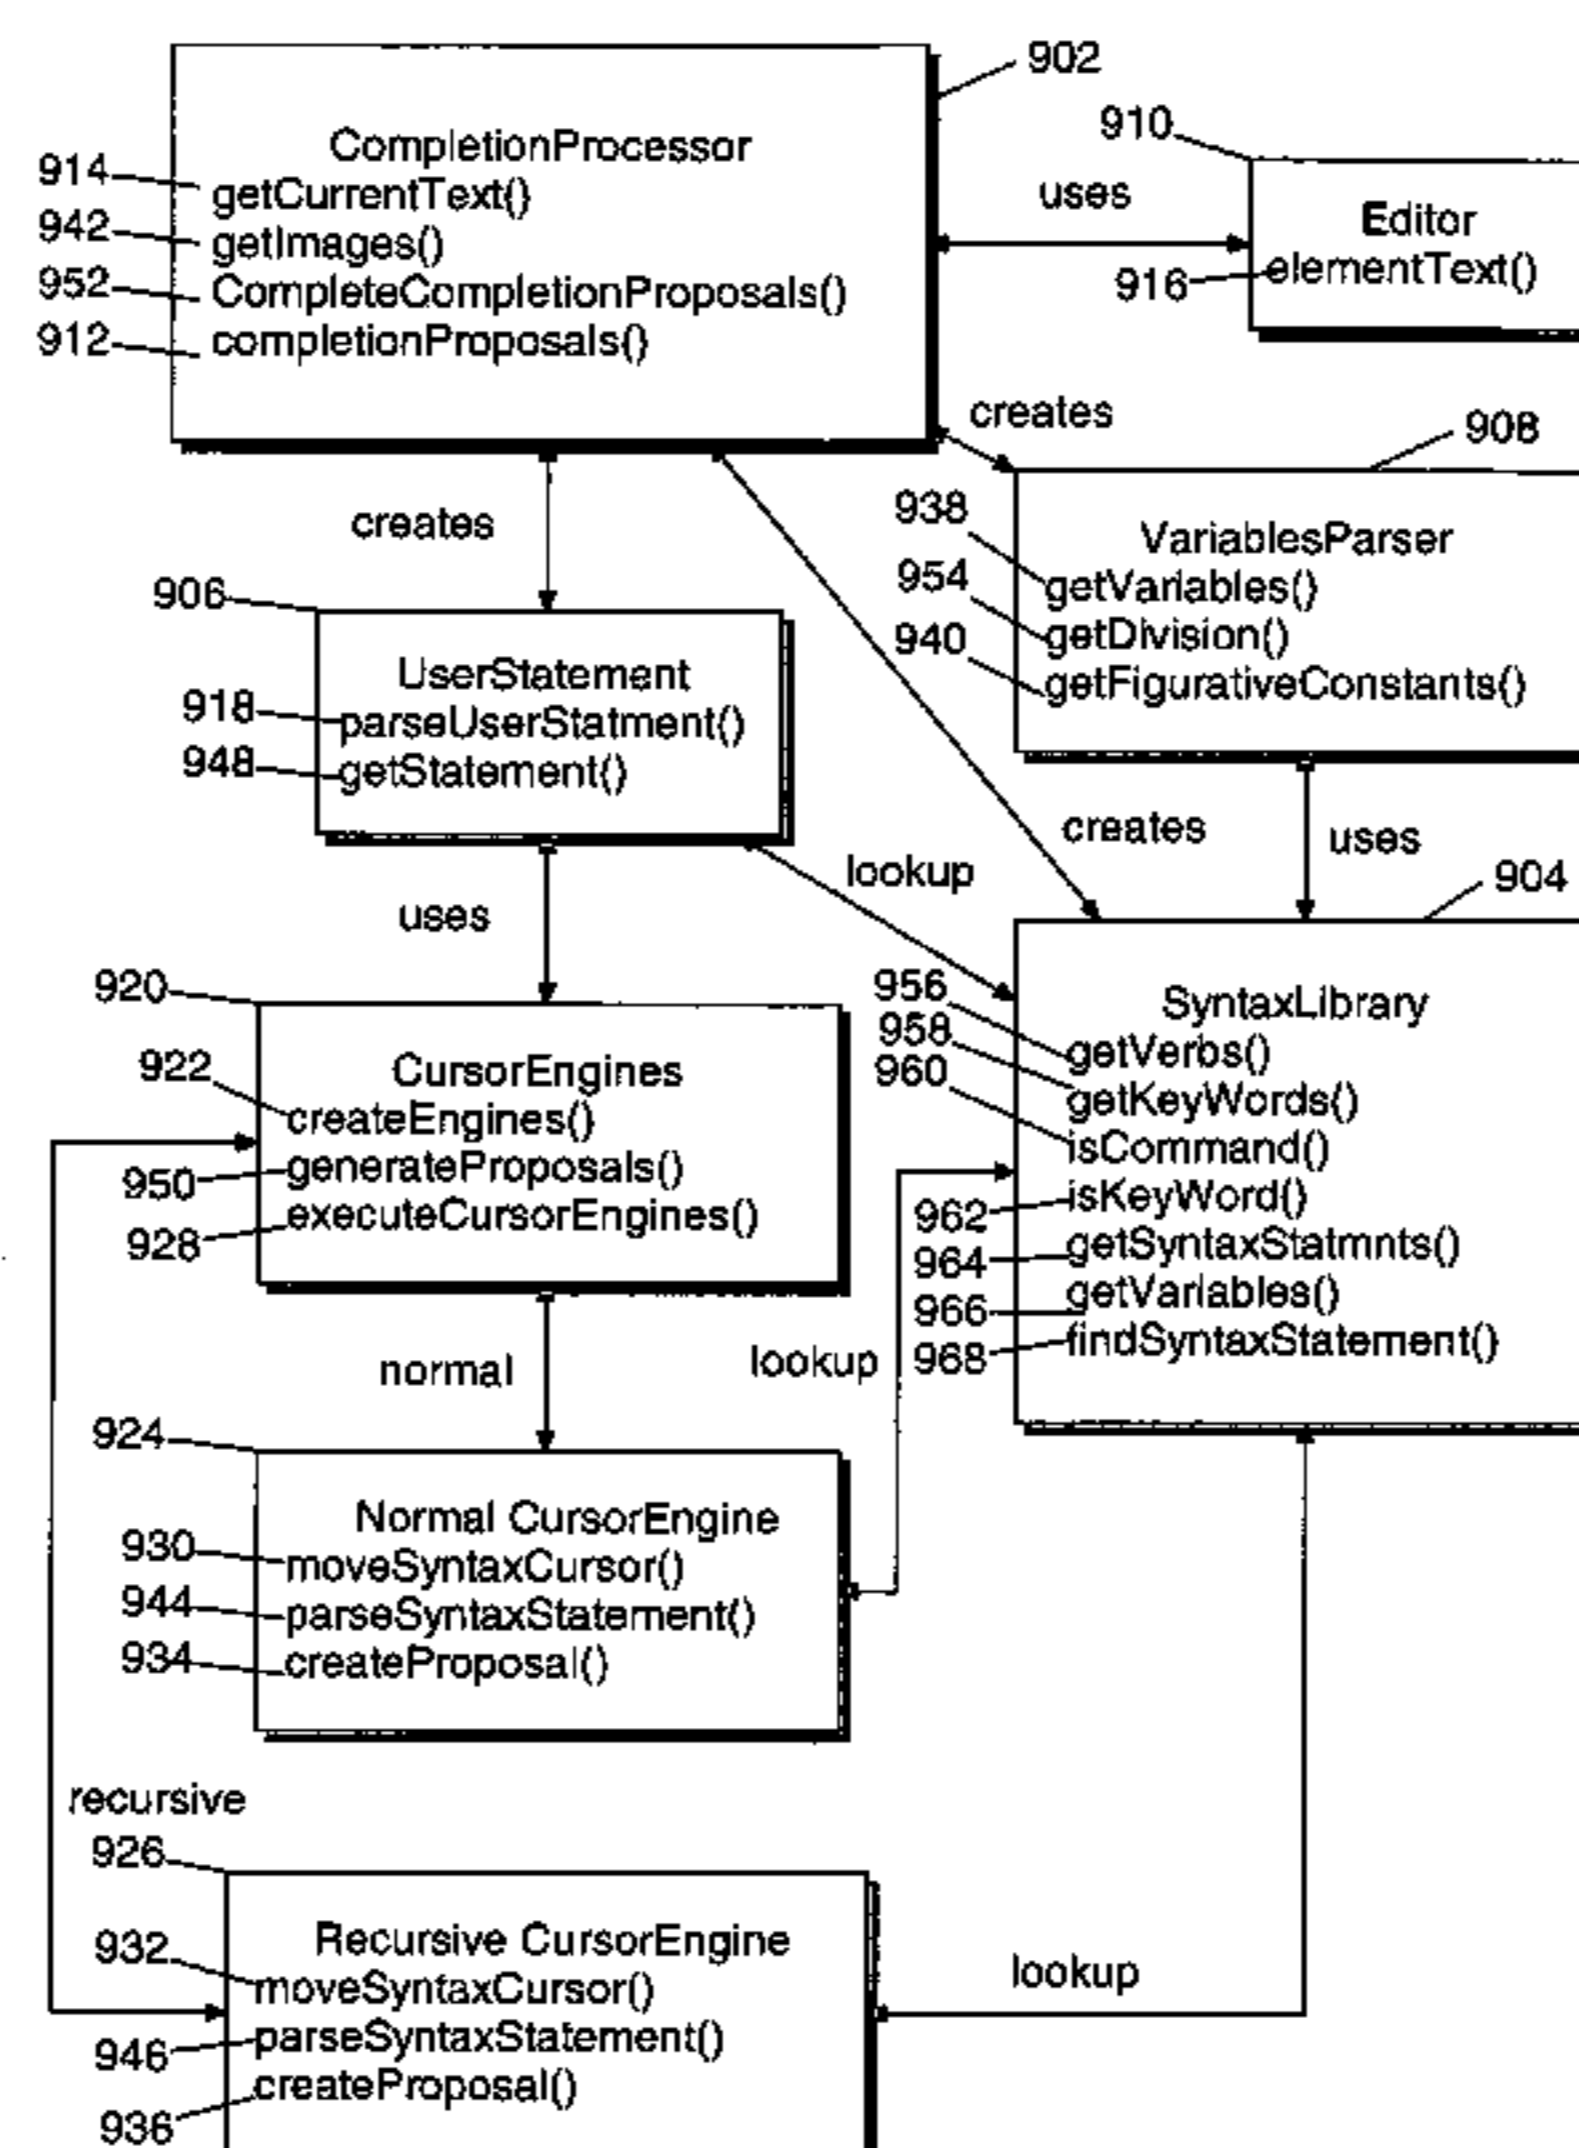 902
CompletionProcessor
914
getCurrentText()
942
getImages()
952
CompleteCompletionProposals()
912
completionProposals()
910
uses
Editor
916
elementText()
creates
908
938
VariablesParser
954
getVariables()
getDivision()
940
getFigurativeConstants()
creates
906
UserStatement
918
parseUserStatment()
948
getStatement()
creates
uses
lookup
904
uses
920
CursorEngines
922
createEngines()
950
generateProposals()
928
executeCursorEngines()
956
SyntaxLibrary
958
getVerbs()
960
getKeyWords()
isCommand()
962
isKeyWord()
964
getSyntaxStatmnts()
966
getVariables()
968
findSyntaxStatement()
normal
lookup
924
Normal CursorEngine
930
moveSyntaxCursor()
944
parseSyntaxStatement()
934
createProposal()
recursive
926
Recursive CursorEngine
932
moveSyntaxCursor()
946
parseSyntaxStatement()
936
createProposal()
lookup